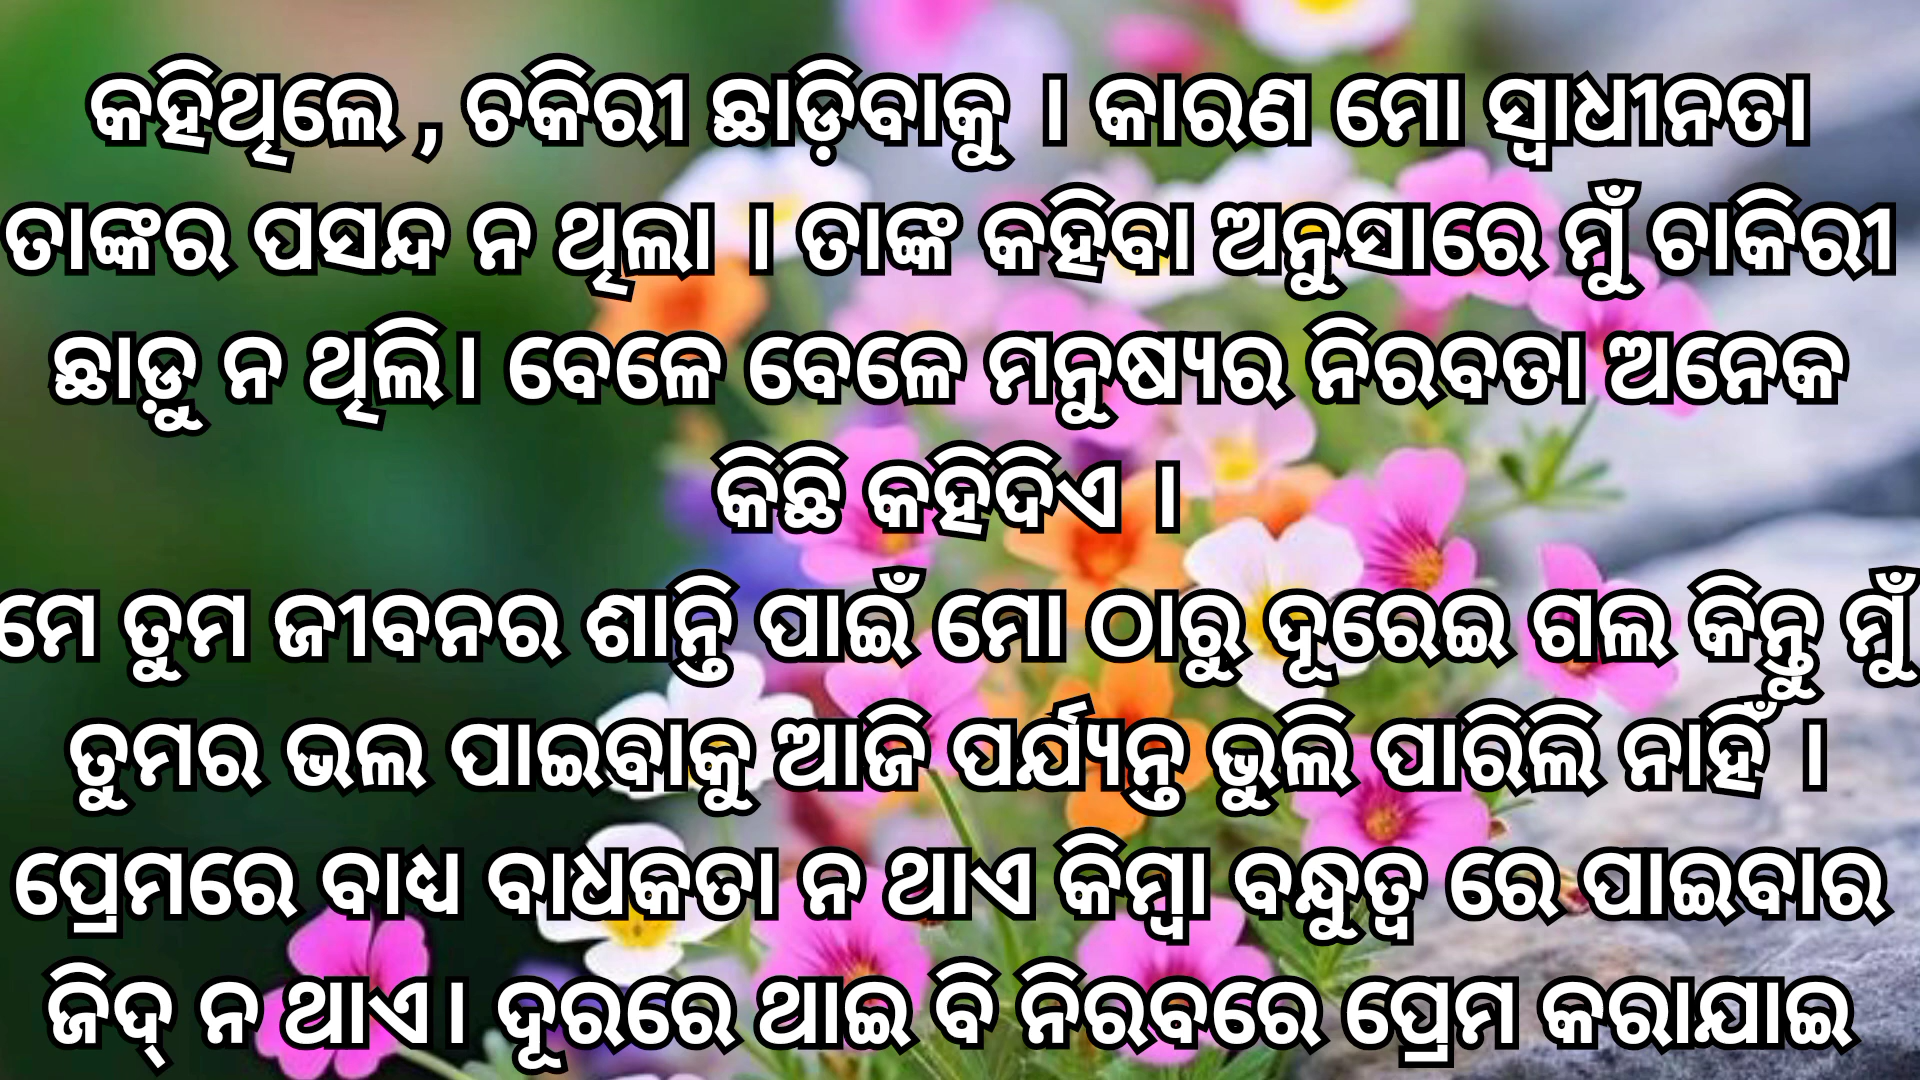 କହିଥିଲେ , ଚକିରୀ ଛାଡ଼ିବାକୁ । କାରଣ ମୋ ସ୍ଵାଧୀନତା
ତାଙ୍କର ପସନ୍ଦ ନ ଥିଲା । ତାଙ୍କ କହିବା ଅନୁସାରେ ମୁଁ ଚାକିରୀ
ଛାଡ଼ୁ ନ ଥିଲି। ବେଳେ ବେଳେ ମନୁଷ୍ୟର ନିରବତା ଅନେକ
କିଛି କହିଦିଏ ।
ମେ ତୁମ ଜୀବନର ଶାନ୍ତି ପାଇଁ ମୋ ଠାରୁ ଦୂରେଇ ଗଲ କିନ୍ତୁ ମୁଁ
ତୁମର ଭଲ ପାଇବାକୁ ଆଜି ପର୍ଯ୍ୟନ୍ତ ଭୁଲି ପାରିଲି ନାହିଁ ।
ପ୍ରେମରେ ବାଧ୍ୟ ବାଧକତା ନ ଥାଏ କିମ୍ବା ବନ୍ଧୁତ୍ଵ ରେ ପାଇବାର
ଜିଦ୍ ନ ଥାଏ। ଦୂରରେ ଥାଇ ବି ନିରବରେ ପ୍ରେମ କରାଯାଇ